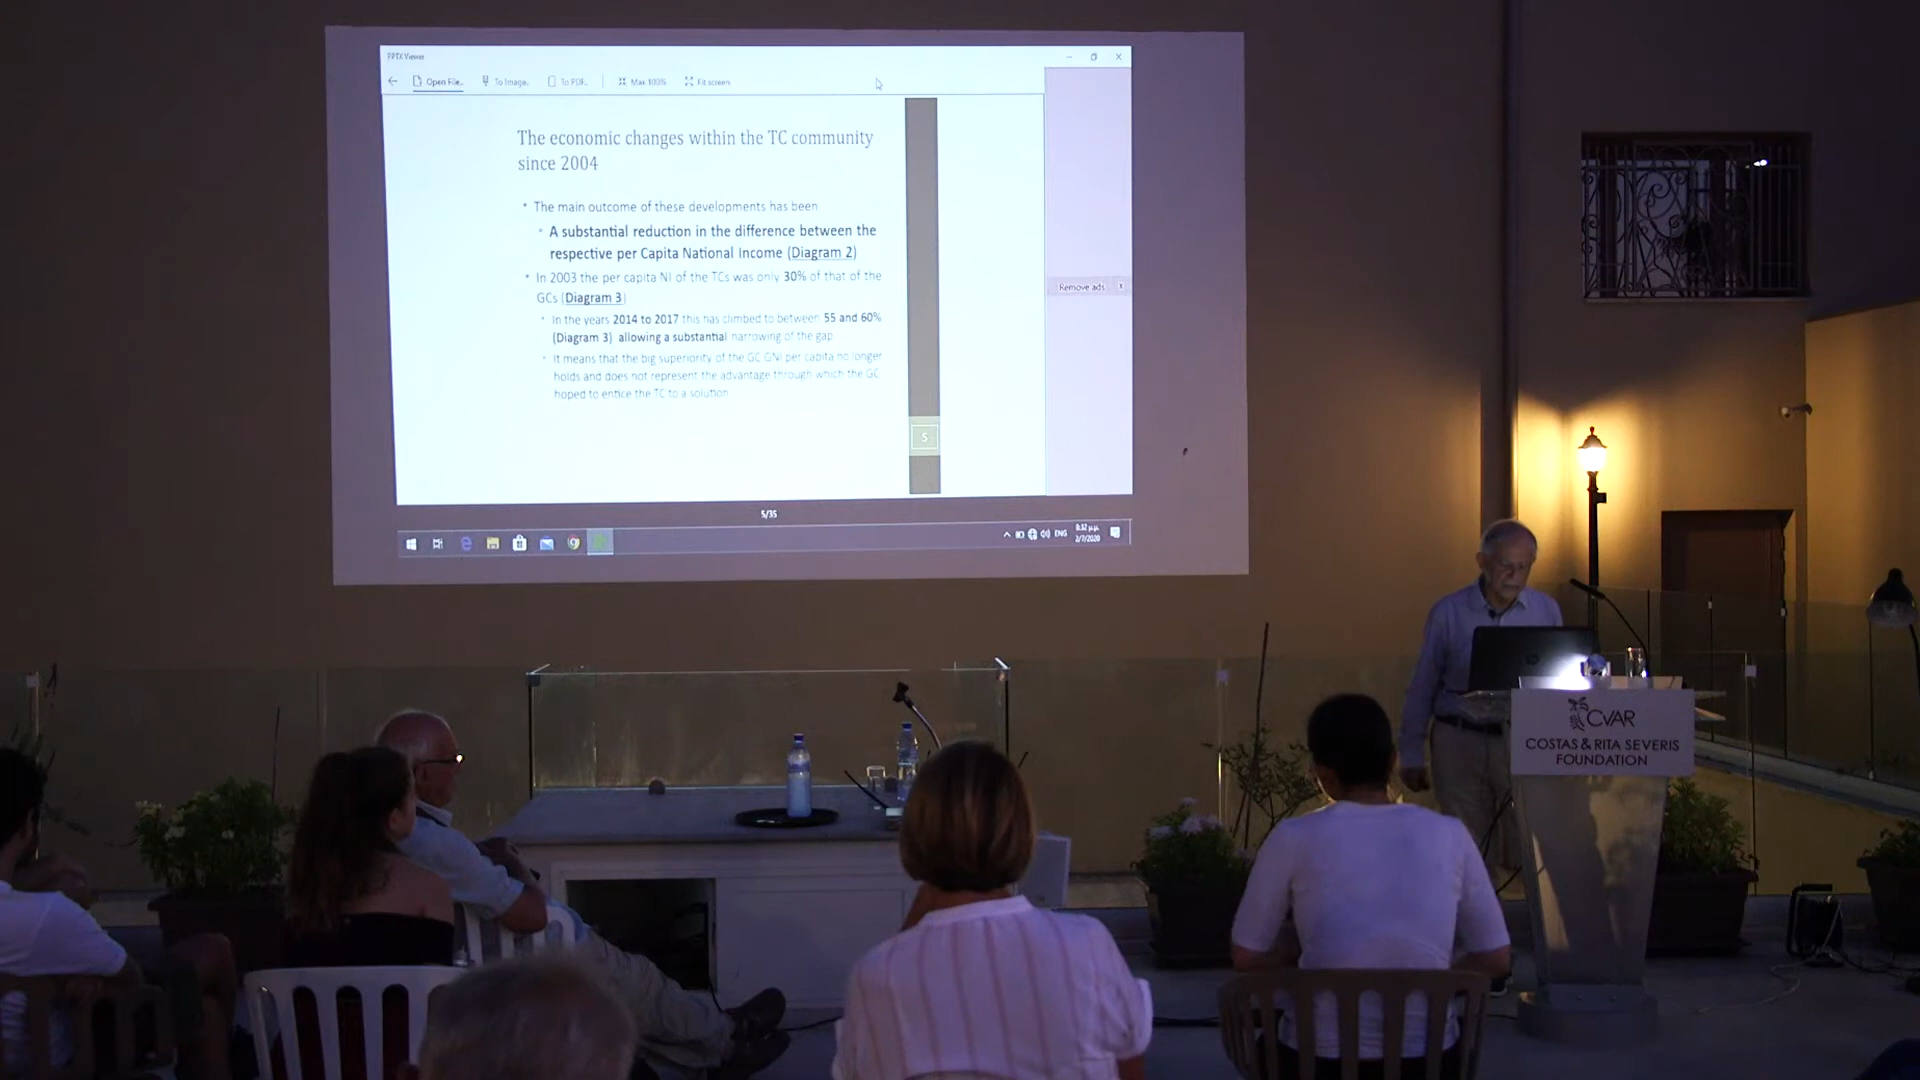 PPTX Viewer
Open File..
To Image..
To PDF..
Max 100%
Fit screen
The economic changes within the TC community
since 2004
The main outcome of these developments has been
A substantial reduction in the difference between the
respective per Capita National Income (Diagram 2)
In 2003 the per capita NI of the TCs was only 30% of that of the
GCs (Diagram 3)
In the years 2014 to 2017 this has climbed to between 55 and 60%
(Diagram 3) allowing a substantial narrowing of the gap
It means that the big superiority of the GC GNI per capita no longer
holds and does not represent the advantage through which the GC
hoped to entice the TC to a solution
5
Remove ads x
5/35
ENG
8:32 μ.μ.
2/7/2020
CVAR
COSTAS & RITA SEVERIS
FOUNDATION